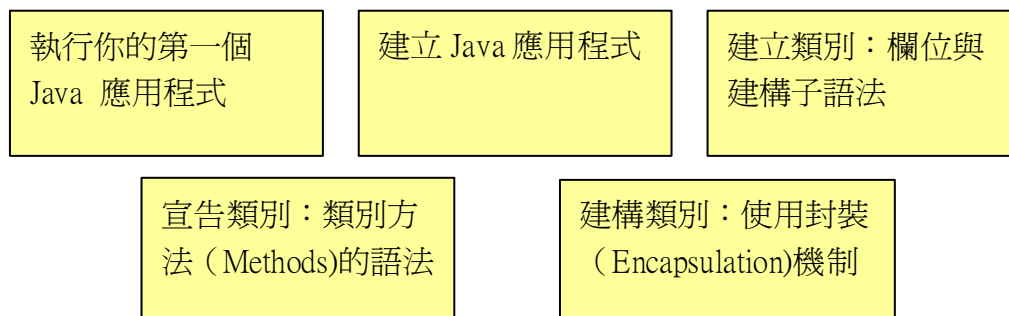 執行你的第一個
Java 應用程式
建立 Java 應用程式
建立類別：欄位與
建構子語法
宣告類別：類別方
法（Methods)的語法
建構類別：使用封裝
（Encapsulation)機制